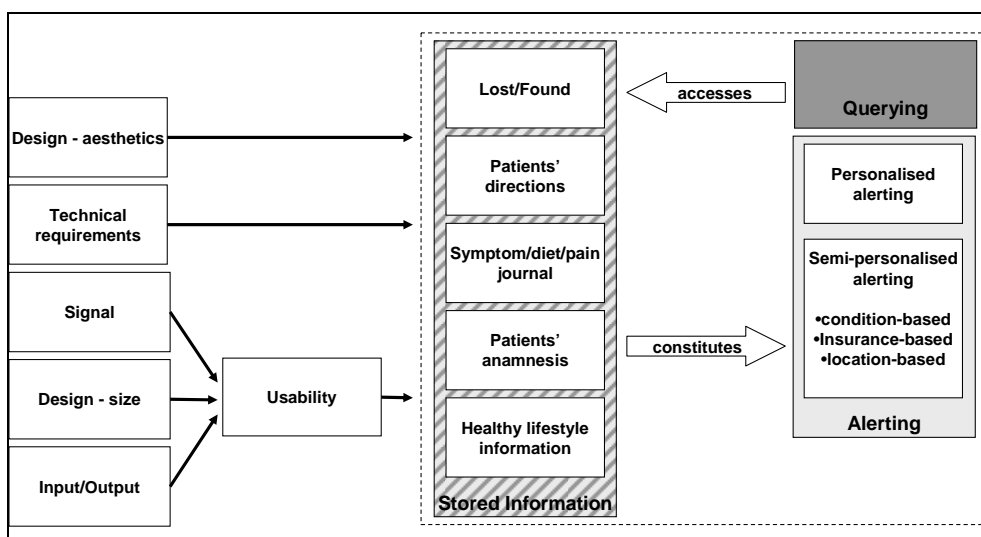 Design - aesthetics
Technical
requirements
Signal
Design - size
Input/Output
Usability
Lost/Found
Patients’
directions
Symptom/diet/pain
journal
Patients’
anamnesis
Healthy lifestyle
information
Stored Information
accesses
constitutes
Querying
Personalised
alerting
Semi-personalised
alerting
•condition-based
•Insurance-based
•location-based
Alerting